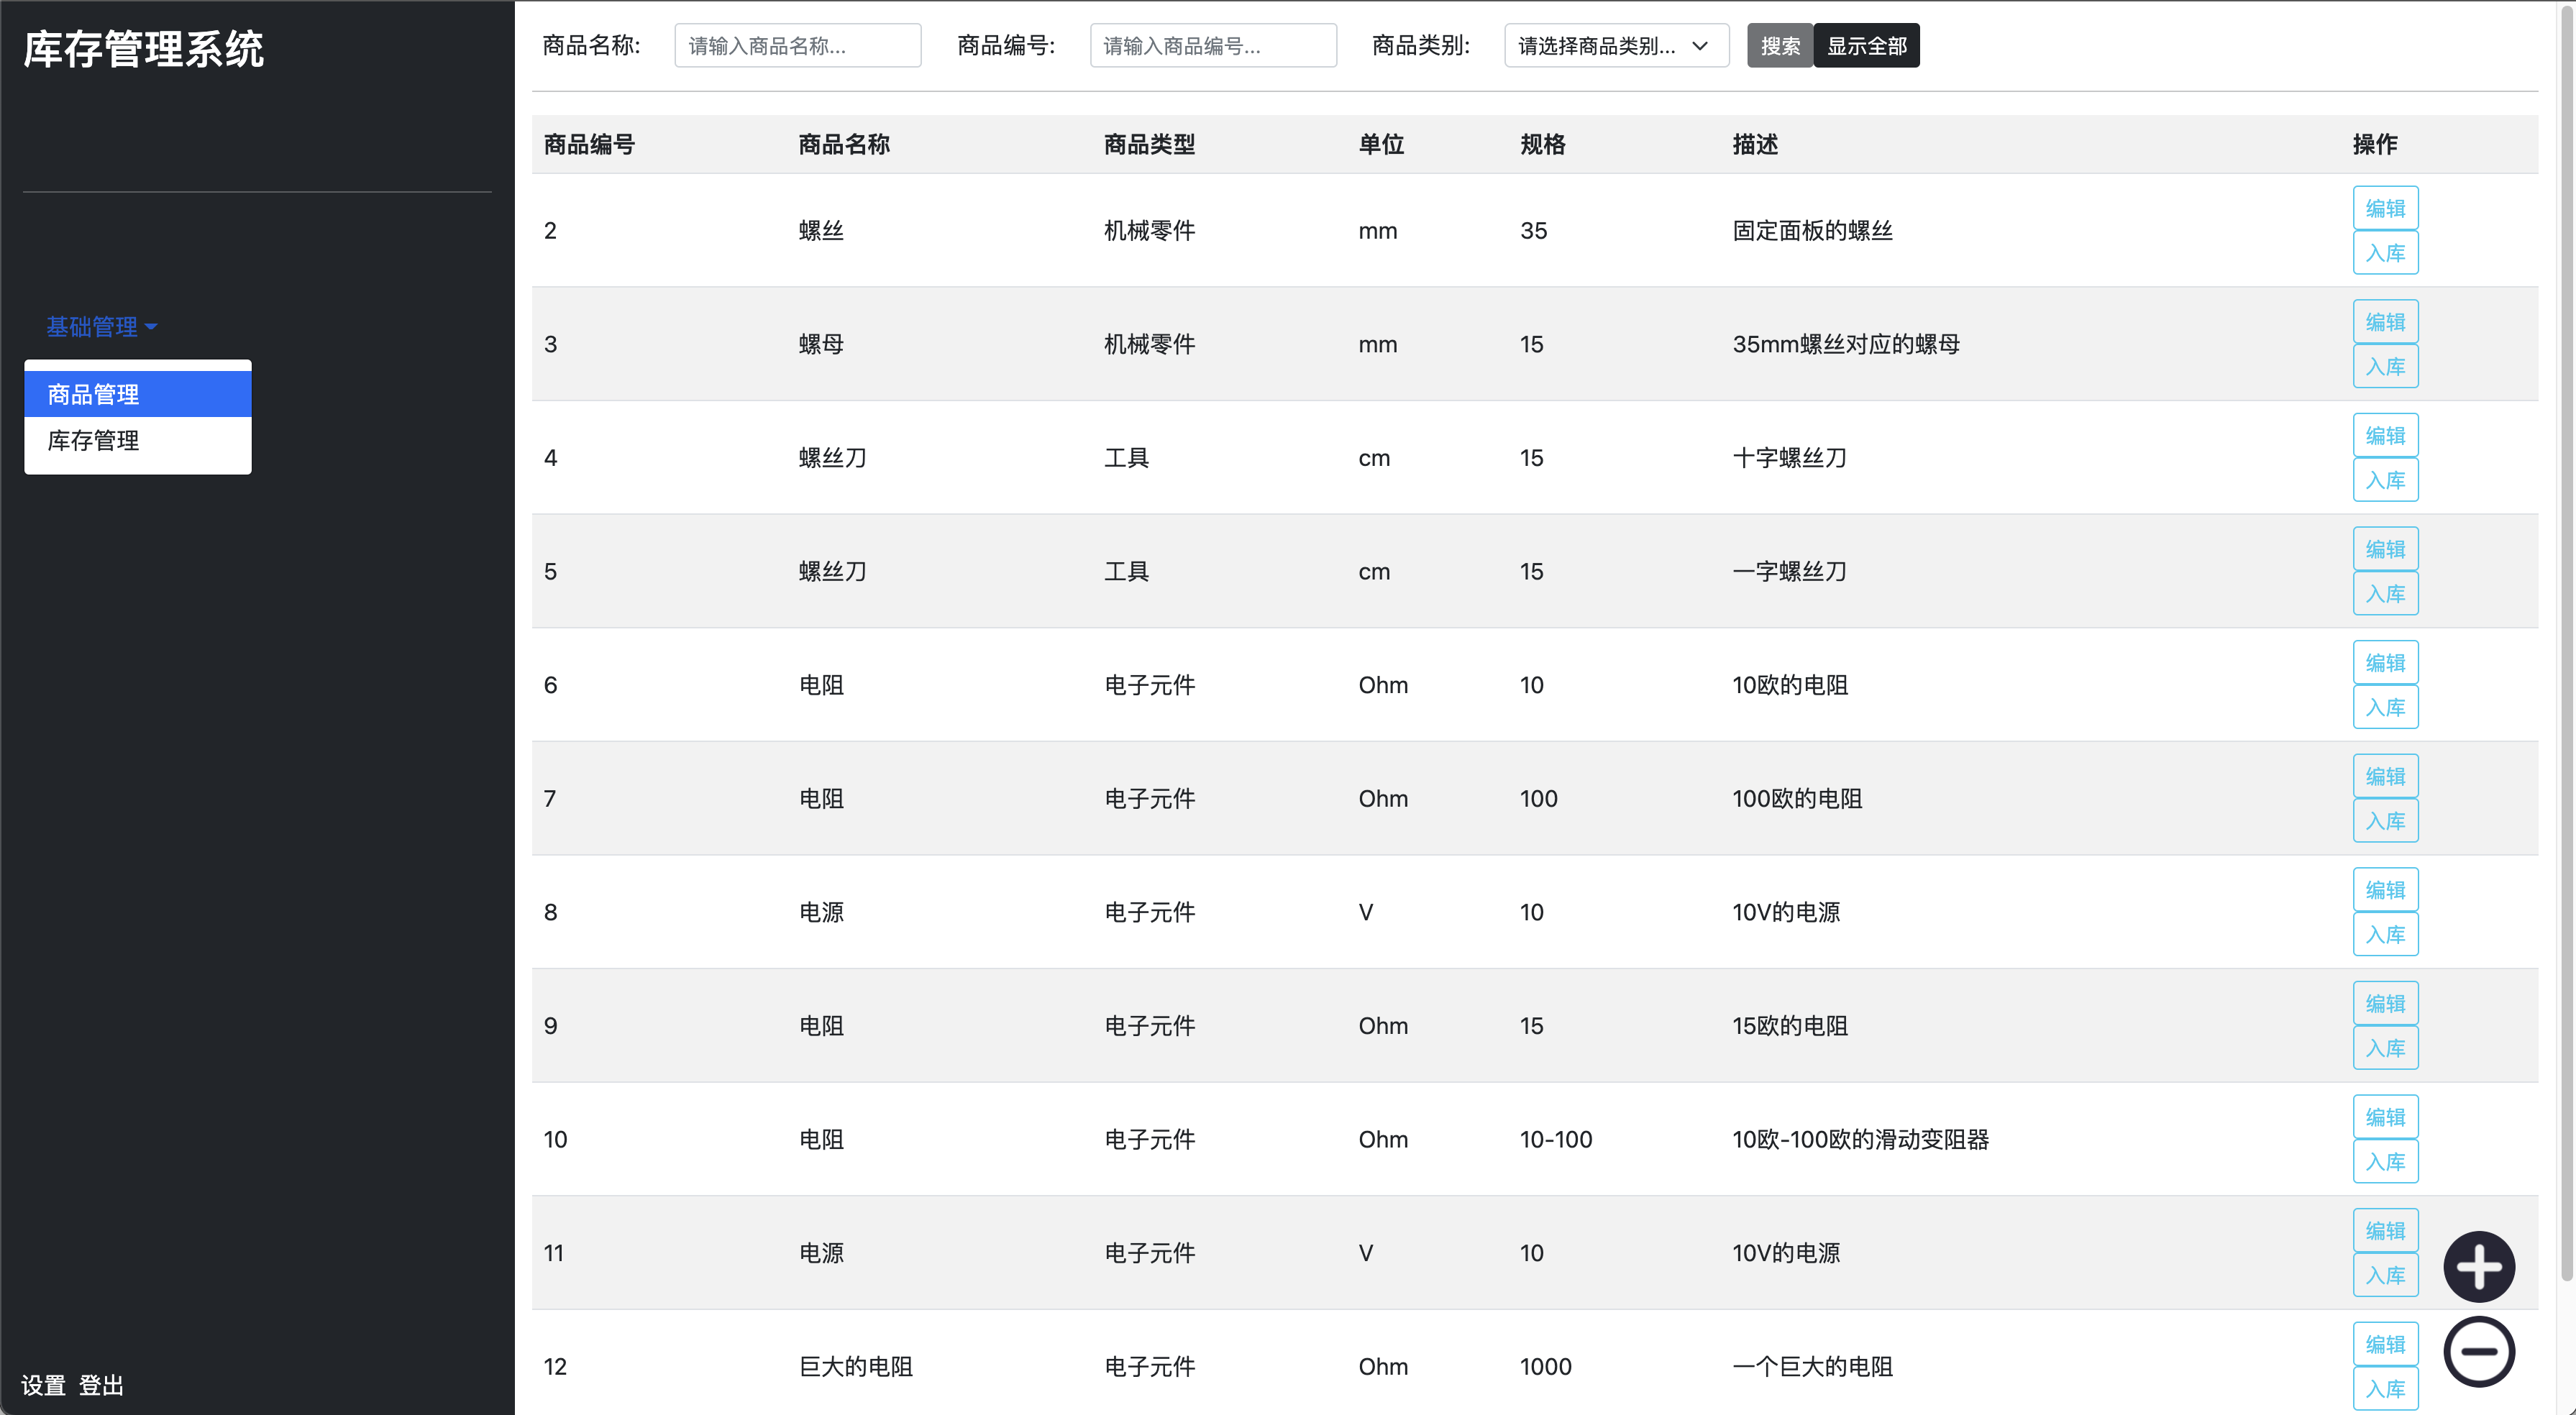 库存管理系统
基础管理
商品管理
库存管理
设置 登出
商品名称: 请输入商品名称... 商品编号: 请输入商品编号... 商品类别: 请选择商品类别... 搜索 显示全部
商品编号 商品名称 商品类型 单位 规格 描述 操作
2 螺丝 机械零件 mm 35 固定面板的螺丝 编辑 入库
3 螺母 机械零件 mm 15 35mm螺丝对应的螺母 编辑 入库
4 螺丝刀 工具 cm 15 十字螺丝刀 编辑 入库
5 螺丝刀 工具 cm 15 一字螺丝刀 编辑 入库
6 电阻 电子元件 Ohm 10 10欧的电阻 编辑 入库
7 电阻 电子元件 Ohm 100 100欧的电阻 编辑 入库
8 电源 电子元件 V 10 10V的电源 编辑 入库
9 电阻 电子元件 Ohm 15 15欧的电阻 编辑 入库
10 电阻 电子元件 Ohm 10-100 10欧-100欧的滑动变阻器 编辑 入库
11 电源 电子元件 V 10 10V的电源 编辑 入库
12 巨大的电阻 电子元件 Ohm 1000 一个巨大的电阻 编辑 入库